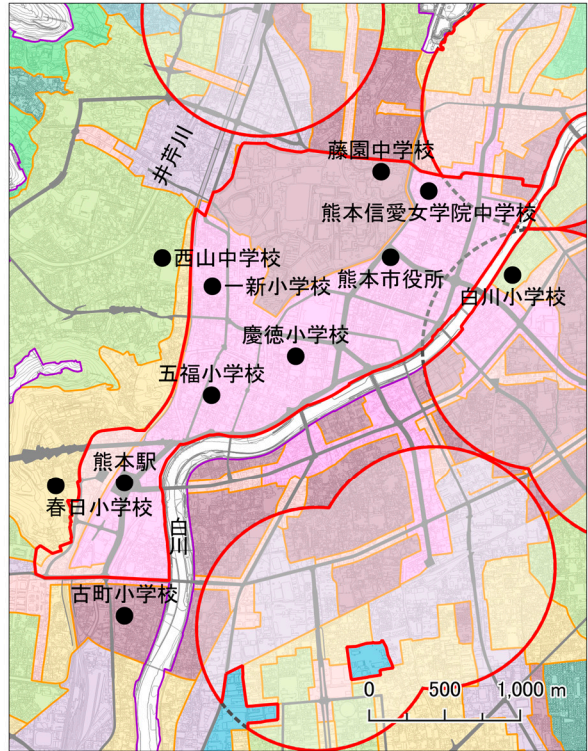 井芹川
藤園中学校
熊本信愛女学院中学校
西山中学校
熊本市役所
一新小学校
白川小学校
慶徳小学校
五福小学校
熊本駅
春日小学校
白川
古町小学校
0 500 1,000 m